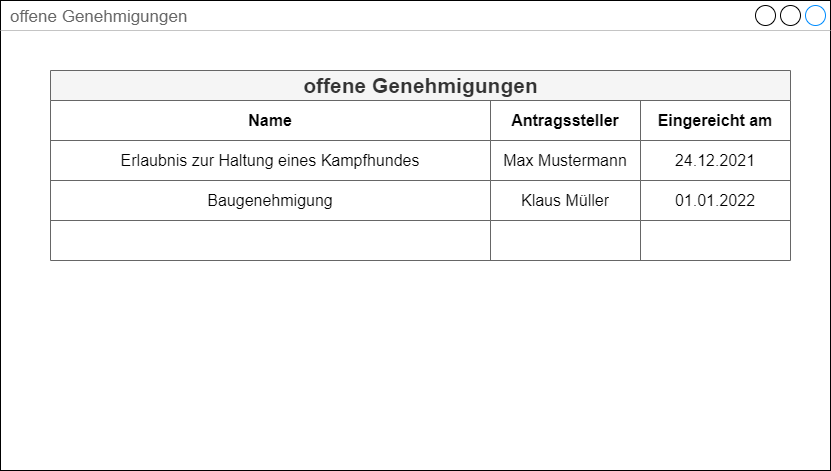 offene Genehmigungen
offene Genehmigungen
Name Antragssteller Eingereicht am
Erlaubnis zur Haltung eines Kampfhundes Max Mustermann 24.12.2021
Baugenehmigung Klaus Müller 01.01.2022